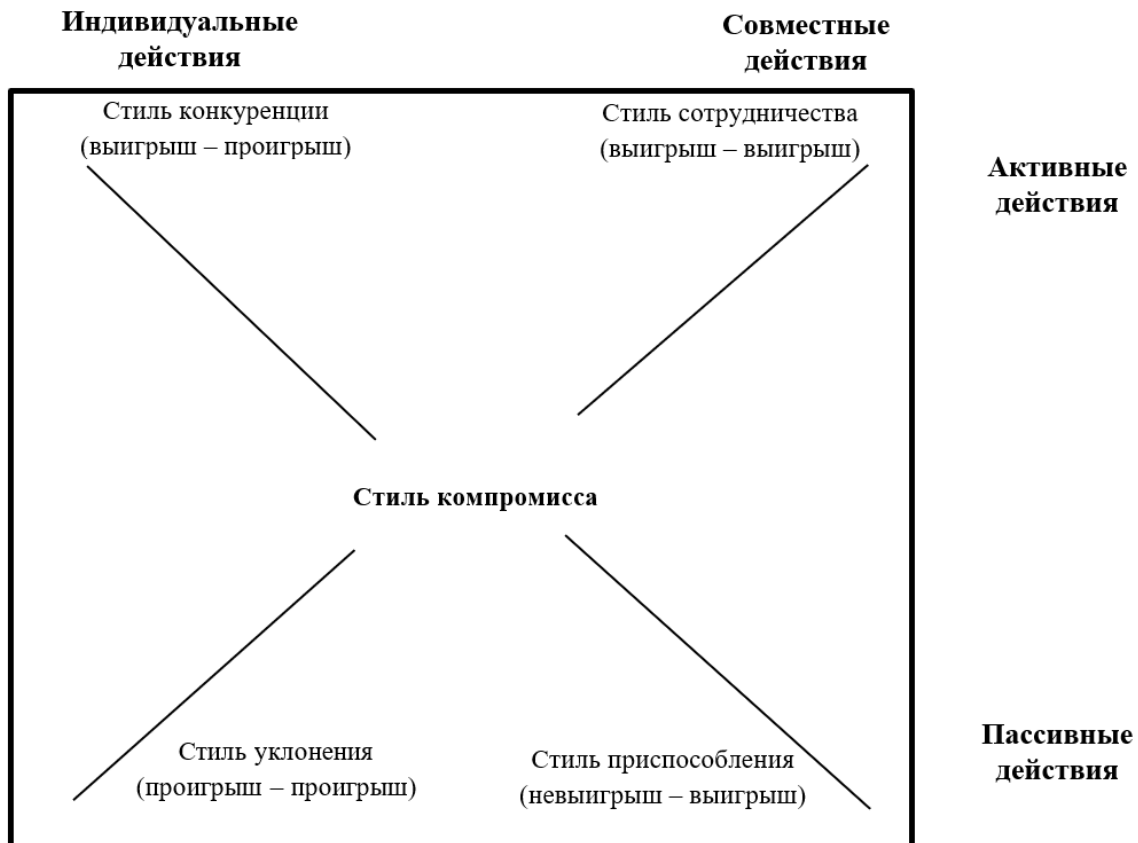 Индивидуальные
действия
Совместные
действия
Стиль конкуренции
(выигрыш – проигрыш)
Стиль сотрудничества
(выигрыш – выигрыш)
Активные
действия
Стиль компромисса
Стиль уклонения
(проигрыш – проигрыш)
Стиль приспособления
(невыигрыш – выигрыш)
Пассивные
действия